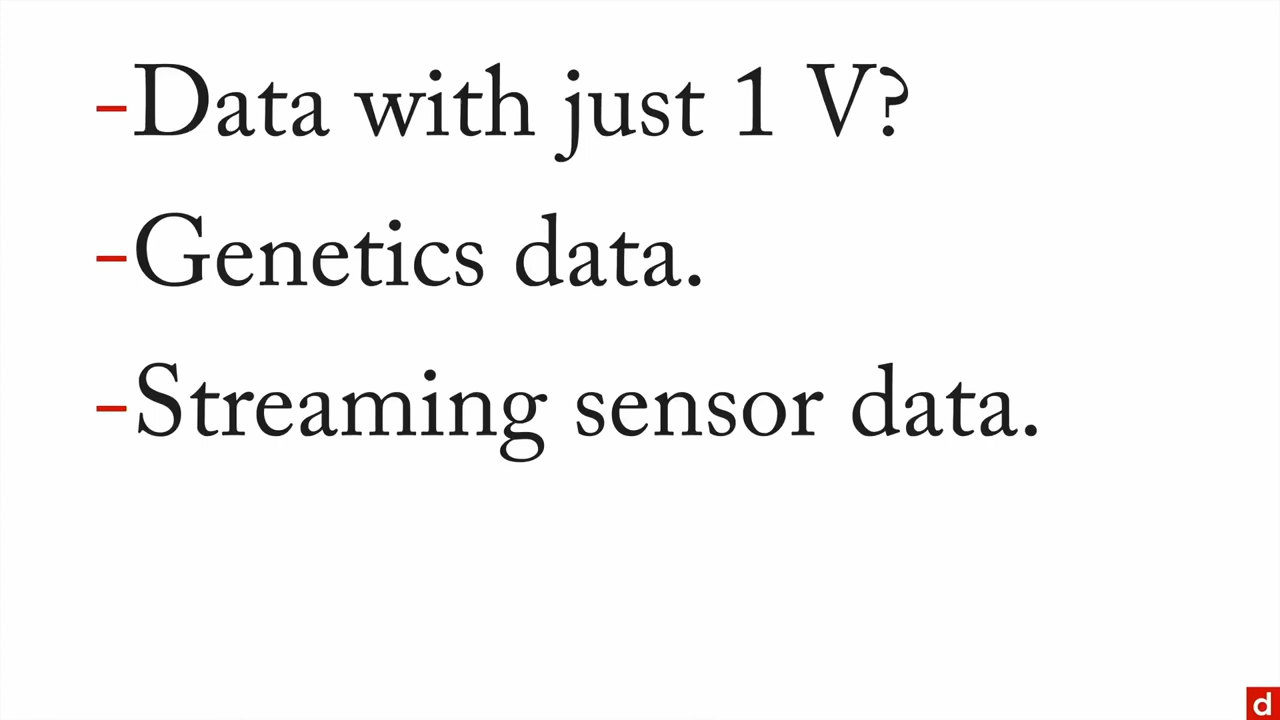 -Data with just 1 V?
-Genetics data.
-Streaming sensor data.
d